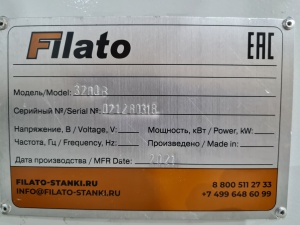 Filato
EAC
Модель/Model:
Серийный №/Serial №:
Напряжение, В / Voltage, V: Мощность, кВт / Power, kW:
Частота, Гц / Frequency, Hz: Произведено / Made in:
Дата производства / MFR Date: 2021
FILATO-STANKI.RU 8 800 511 27 33
INFO@FILATO-STANKI.RU +7 499 648 60 99